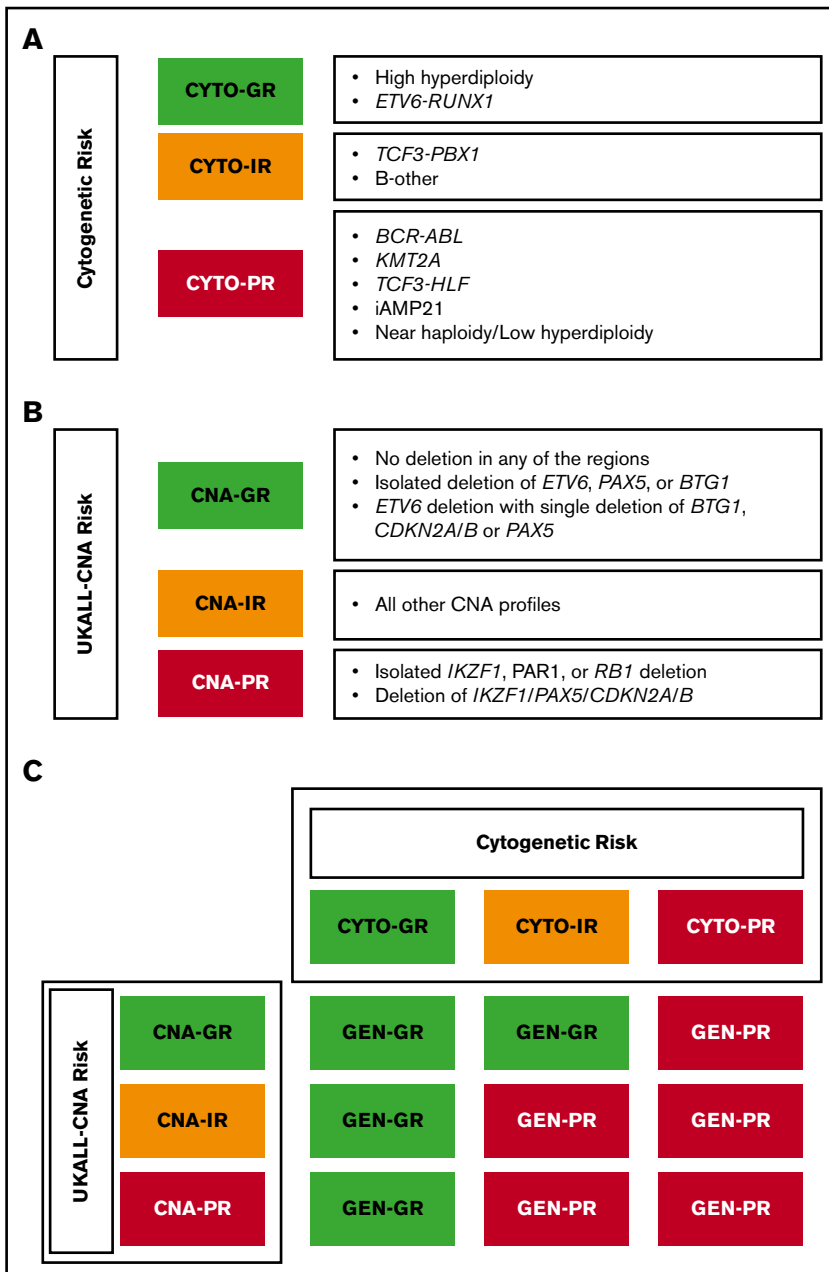 A
Cytogenetic Risk
CYTO-GR
• High hyperdiploidy
• ETV6-RUNX1
CYTO-IR
• TCF3-PBX1
• B-other
CYTO-PR
• BCR-ABL
• KMT2A
• TCF3-HLF
• iAMP21
• Near haploidy/Low hyperdiploidy
B
UKALL-CNA Risk
CNA-GR
• No deletion in any of the regions
• Isolated deletion of ETV6, PAX5, or BTG1
• ETV6 deletion with single deletion of BTG1,
CDKN2A/B or PAX5
CNA-IR
• All other CNA profiles
CNA-PR
• Isolated IKZF1, PAR1, or RB1 deletion
• Deletion of IKZF1/PAX5/CDKN2A/B
C
Cytogenetic Risk
CYTO-GR CYTO-IR CYTO-PR
UKALL-CNA Risk
CNA-GR GEN-GR GEN-GR GEN-PR
CNA-IR GEN-GR GEN-PR GEN-PR
CNA-PR GEN-GR GEN-PR GEN-PR